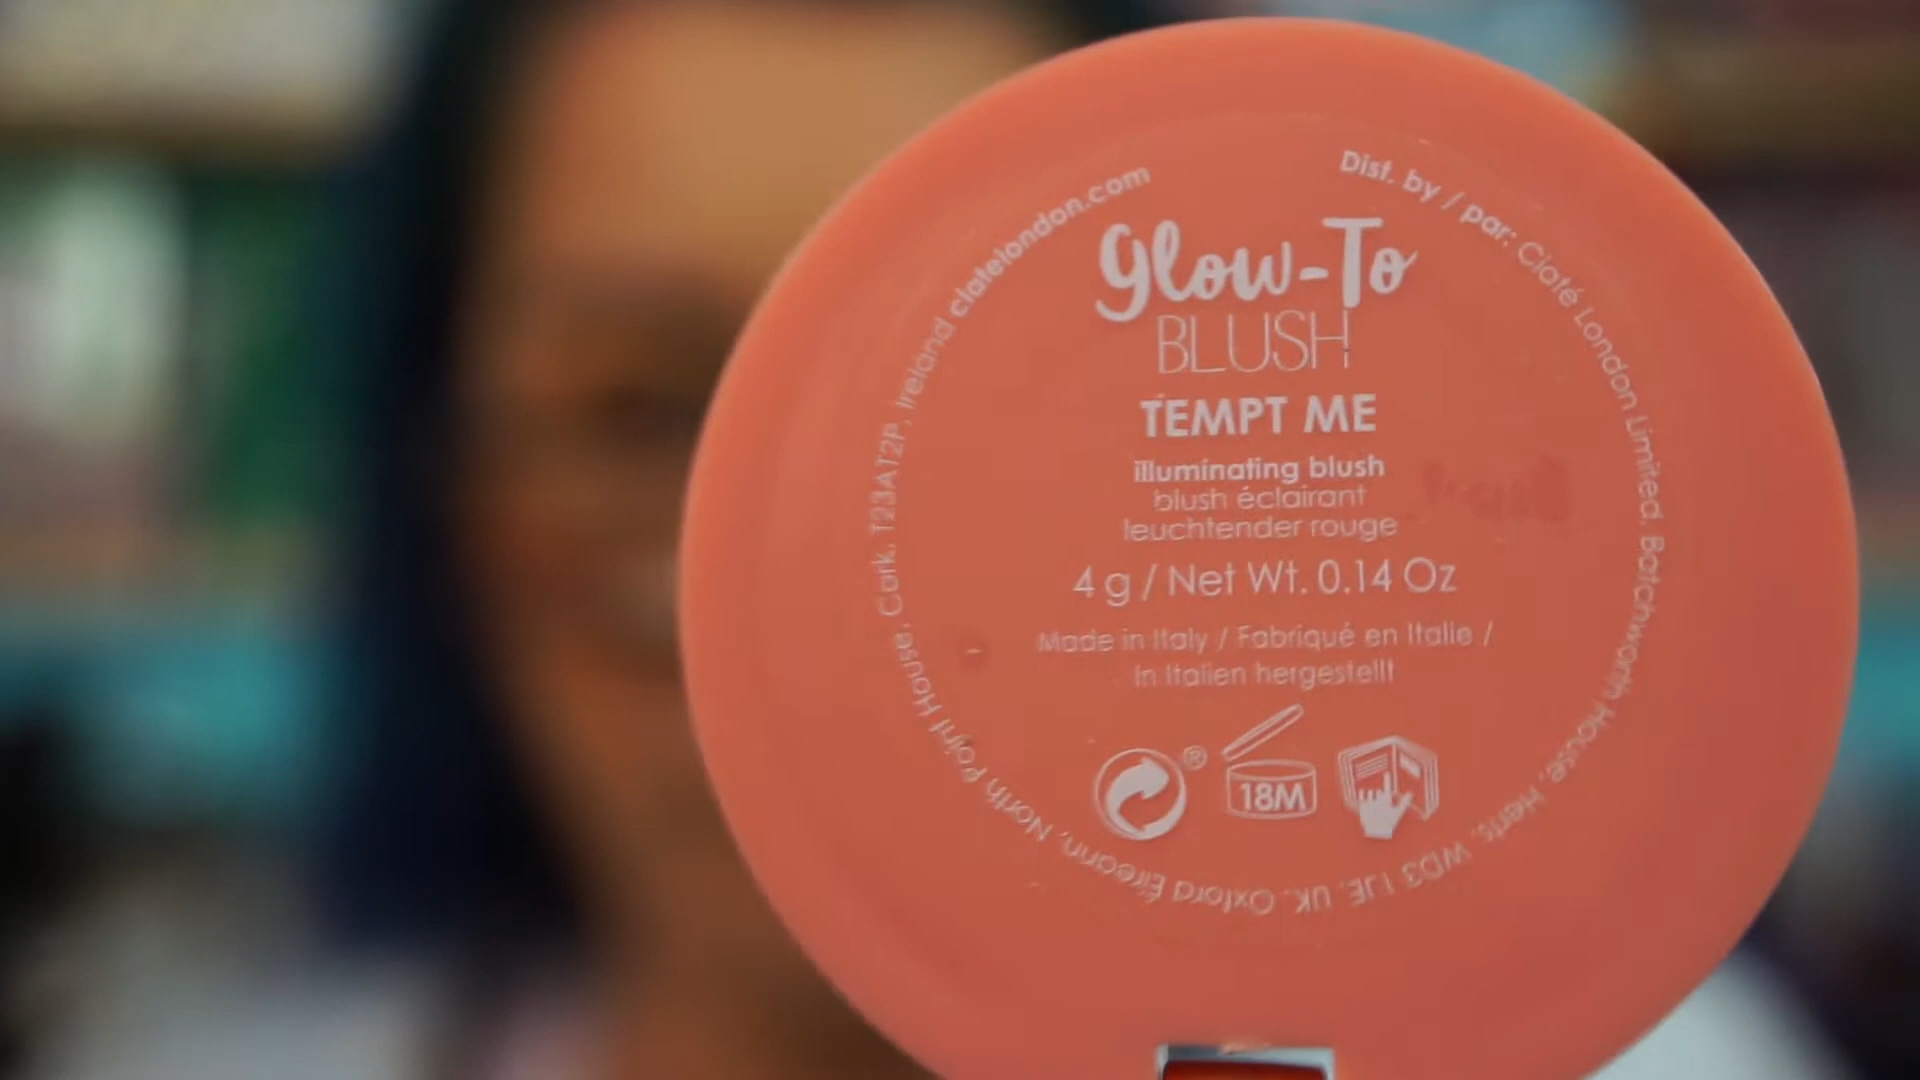 Glow-To
BLUSH
TEMPT ME
illuminating blush
blush éclairant
leuchtender rouge
4 g / Net Wt. 0.14 Oz
Made in Italy / Fabriqué en Italie /
in Italien hergestellt
®
18M
Dist. by / par: Ciaté London Limited. Batchworth House, Herts, WD3 1JE, UK. Oxford Éireann, North Point House, Cork, T23AT2P, Ireland ciatelondon.com